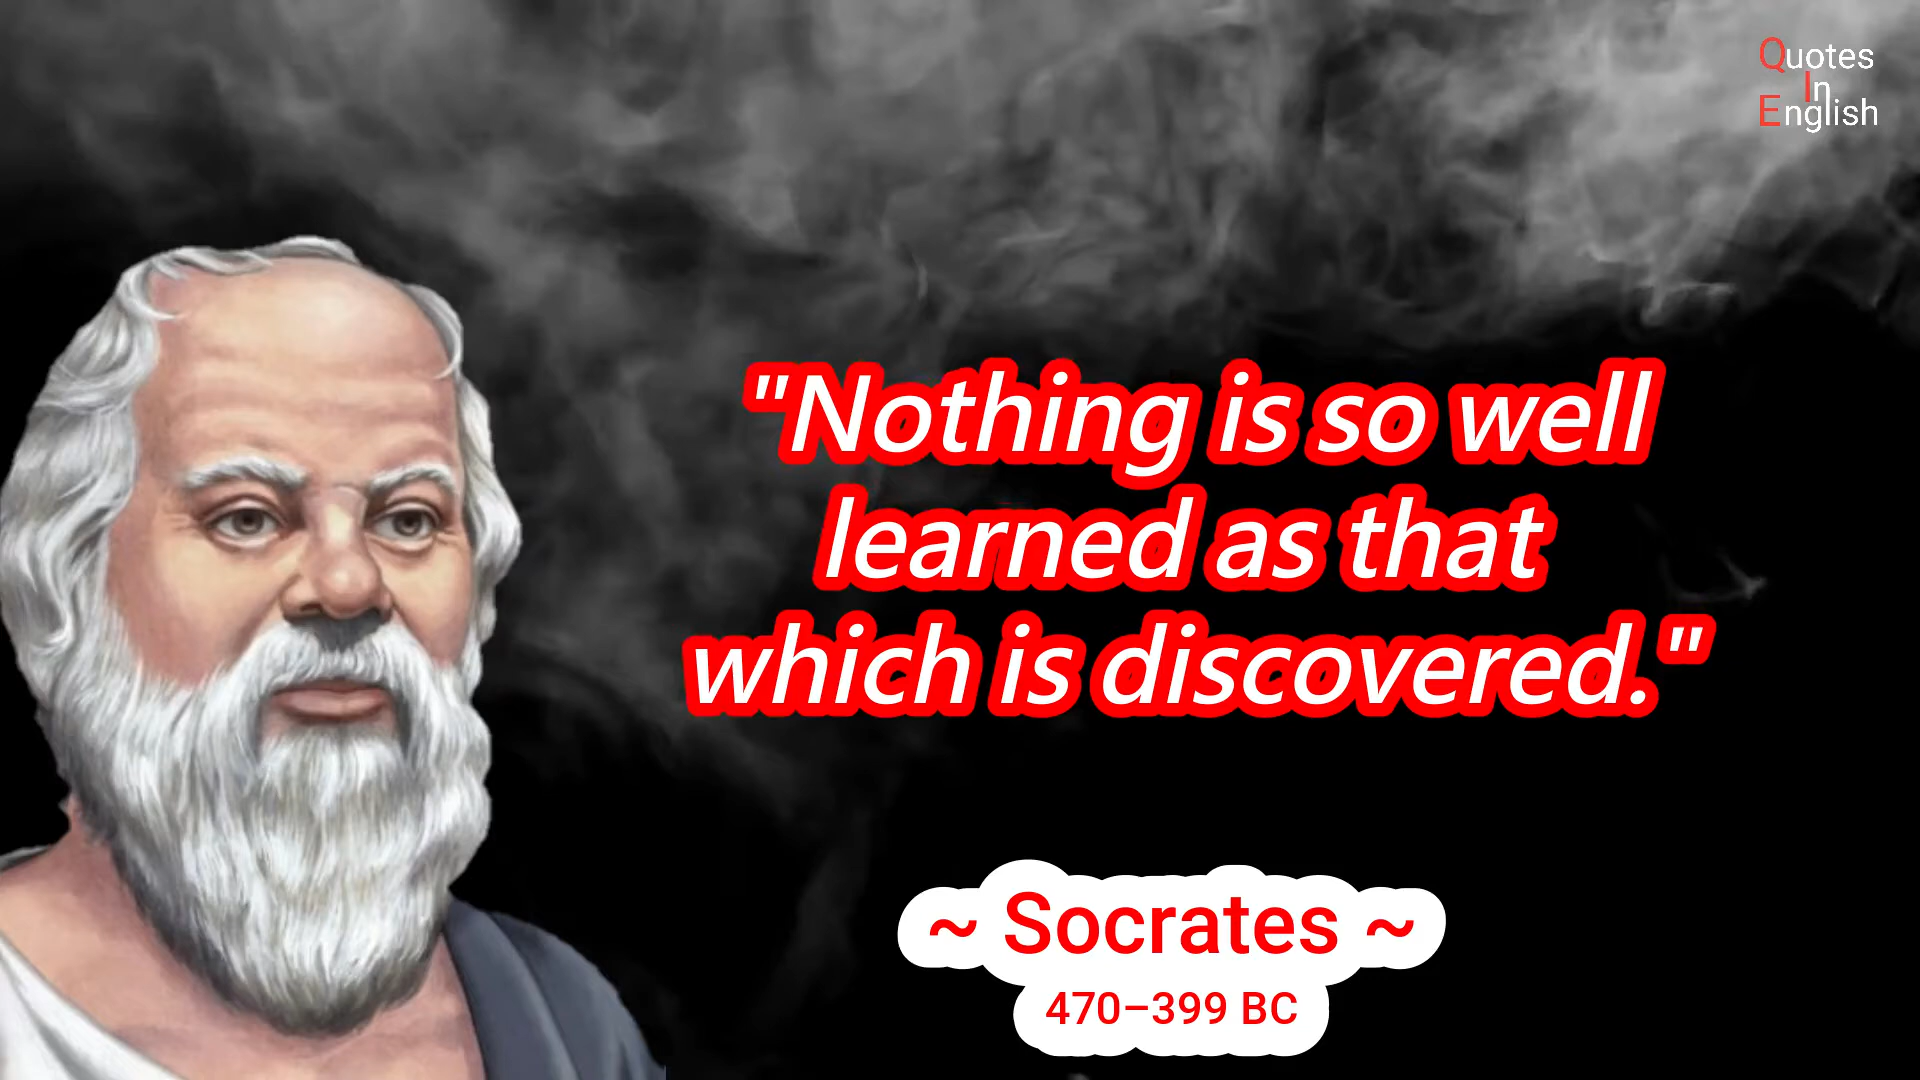 Quotes
In
English
"Nothing is so well
learned as that
which is discovered."
~ Socrates ~
470–399 BC